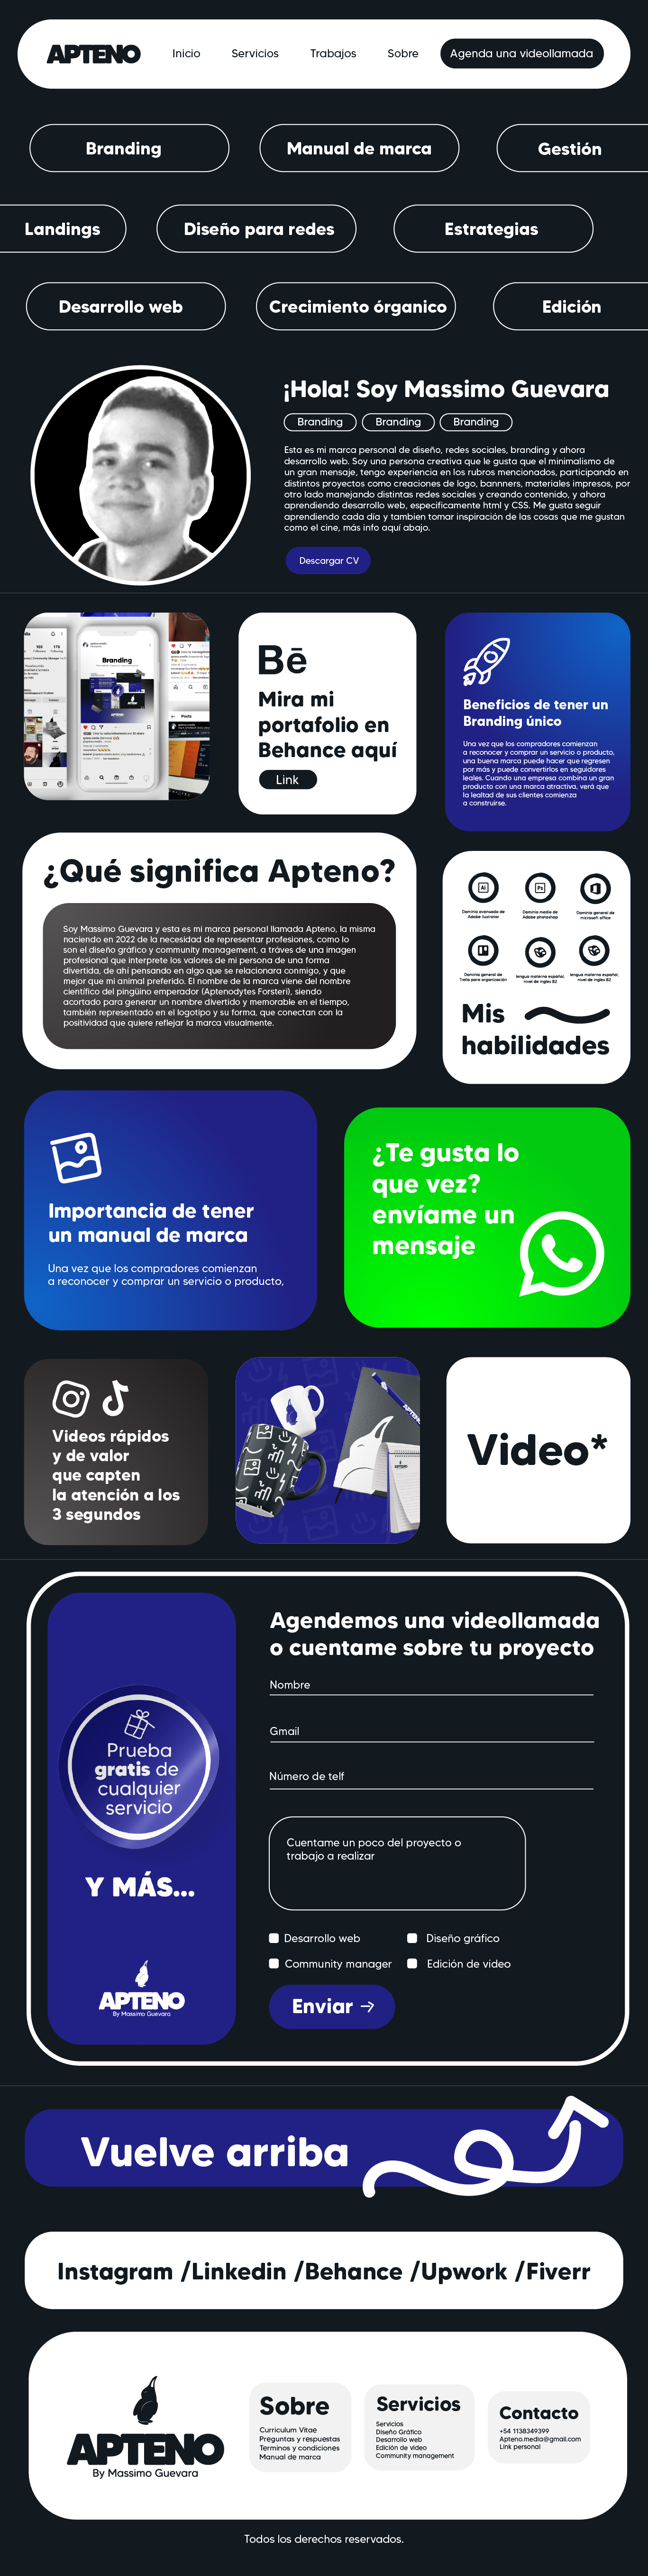 APTENO
Inicio
Servicios
Trabajos
Sobre
Agenda una videollamada
Branding
Manual de marca
Gestión
Landings
Diseño para redes
Estrategias
Desarrollo web
Crecimiento órganico
Edición
¡Hola! Soy Massimo Guevara
Branding
Branding
Branding
Esta es mi marca personal de diseño, redes sociales, branding y ahora
desarrollo web. Soy una persona creativa que le gusta que el minimalismo de
un gran mensaje, tengo experiencia en los rubros mencionados, participando en
distintos proyectos como creaciones de logo, bannners, materiales impresos, por
otro lado manejando distintas redes sociales y creando contenido, y ahora
aprendiendo desarrollo web, especificamente html y CSS. Me gusta seguir
aprendiendo cada día y tambien tomar inspiración de las cosas que me gustan
como el cine, más info aquí abajo.
Descargar CV
Branding
Bē
Mira mi
portafolio en
Behance aquí
Link
Beneficios de tener un
Branding único
Una vez que los compradores comienzan
a reconocer y comprar un servicio o producto,
una buena marca puede hacer que regresen
por más y puede convertirlos en seguidores
leales. Cuando una empresa combina un gran
producto con una marca atractiva, verá que
la lealtad de sus clientes comienza
a construirse.
¿Qué significa Apteno?
Soy Massimo Guevara y esta es mi marca personal llamada Apteno, la misma
naciendo en 2022 de la necesidad de representar profesiones, como lo
son el diseño gráfico y community management, a tráves de una imagen
profesional que interprete los valores de mi persona de una forma
divertida, de ahí pensando en algo que se relacionara conmigo, y que
mejor que mi animal preferido. El nombre de la marca viene del nombre
científico del pingüino emperador (Aptenodytes Forsteri), siendo
acortado para generar un nombre divertido y memorable en el tiempo,
también representado en el logotipo y su forma, que conectan con la
positividad que quiere reflejar la marca visualmente.
Ai
Ps
Dominio avanzado de
Adobe Ilustrator
Dominio medio de
Adobe photoshop
Dominio general de
microsoft office
Dominio general de
Trello para organización
lengua materna español,
nivel de ingles B2
lengua materna español,
nivel de ingles B2
Mis
habilidades
Importancia de tener
un manual de marca
Una vez que los compradores comienzan
a reconocer y comprar un servicio o producto,
¿Te gusta lo
que vez?
envíame un
mensaje
Videos rápidos
y de valor
que capten
la atención a los
3 segundos
APTENO
Video*
Agendemos una videollamada
o cuentame sobre tu proyecto
Nombre
Gmail
Número de telf
Cuentame un poco del proyecto o
trabajo a realizar
Desarrollo web
Diseño gráfico
Community manager
Edición de video
Enviar →
Prueba
gratis de
cualquier
servicio
Y MÁS...
APTENO
By Massimo Guevara
Vuelve arriba
Instagram /Linkedin /Behance /Upwork /Fiverr
APTENO
By Massimo Guevara
Sobre
Curriculum Vitae
Preguntas y respuestas
Terminos y condiciones
Manual de marca
Servicios
Servicios
Diseño Gráfico
Desarrollo web
Edición de video
Community management
Contacto
+54 1138349399
Apteno.media@gmail.com
Link personal
Todos los derechos reservados.